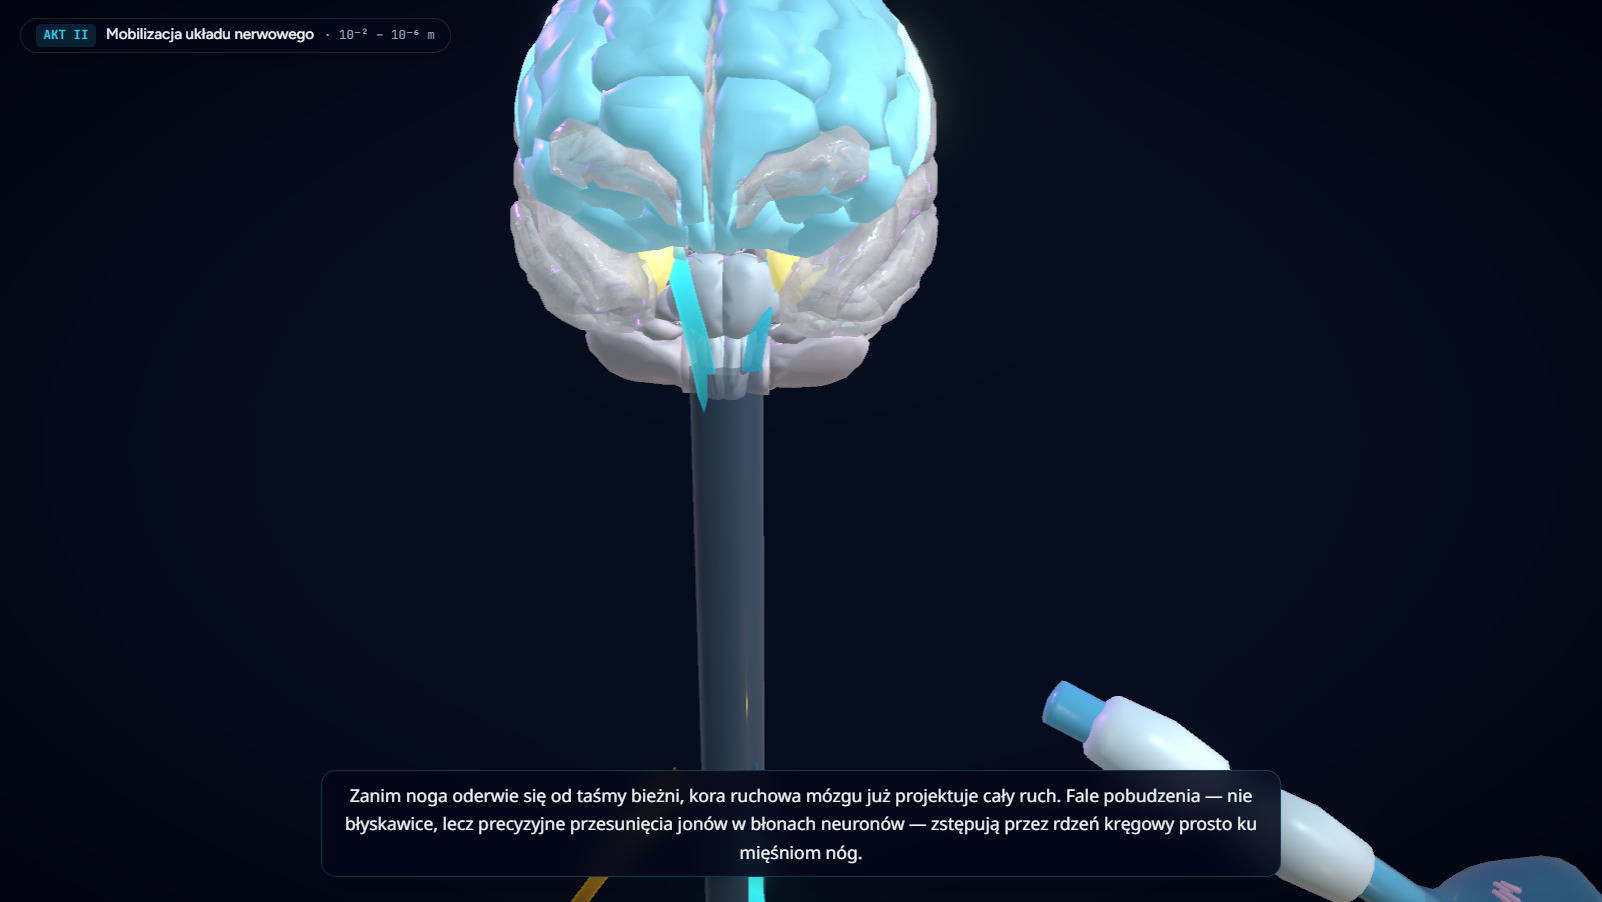 AKT II Mobilizacja układu nerwowego · 10⁻² – 10⁻⁶ m
Zanim noga oderwie się od taśmy bieżni, kora ruchowa mózgu już projektuje cały ruch. Fale pobudzenia — nie
błyskawice, lecz precyzyjne przesunięcia jonów w błonach neuronów — zstępują przez rdzeń kręgowy prosto ku
mięśniom nóg.